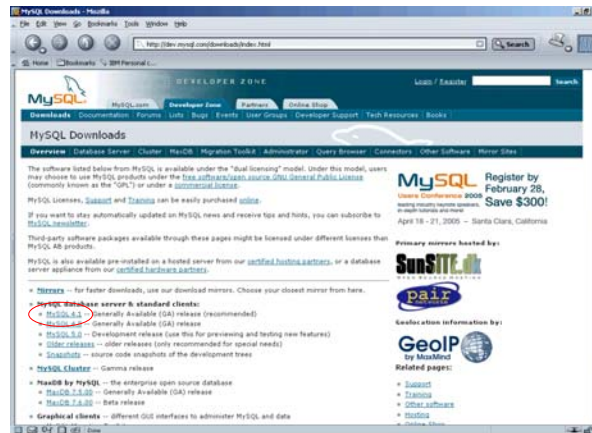 MySQL Downloads - Mozilla
File Edit View Go Bookmarks Tools Window Help
http://dev.mysql.com/downloads/index.html
Search
Home Bookmarks IBM Personal c...
MySQL
DEVELOPER ZONE
Login / Register
Search
MySQL.com Developer Zone Partners Online Shop
Downloads Documentation Forums Lists Bugs Events User Groups Developer Support Tech Resources Books
MySQL Downloads
Overview Database Server Cluster MaxDB Migration Toolkit Administrator Query Browser Connectors Other Software Mirror Sites
The software listed below from MySQL is available under the "dual licensing" model. Under this model, users
may choose to use MySQL products under the free software/open source GNU General Public License
(commonly known as the "GPL") or under a commercial license.
MySQL Licenses, Support and Training can be easily purchased online.
If you want to stay automatically updated on MySQL news and receive tips and hints, you can subscribe to
MySQL newsletter.
Third-party software packages available through these pages might be licensed under different licenses than
MySQL AB products.
MySQL is also available pre-installed on a hosted server from our certified hosting partners, or a database
server appliance from our certified hardware partners.
Mirrors -- for faster downloads, use our download mirrors. Choose your closest mirror from here.
MySQL database server & standard clients:
MySQL 4.1 -- Generally Available (GA) release (recommended)
MySQL 4.0 -- Generally Available (GA) release
MySQL 5.0 -- Development release (use this for previewing and testing new features)
Older releases -- older releases (only recommended for special needs)
Snapshots -- source code snapshots of the development trees
MySQL Cluster -- Gamma release
MaxDB by MySQL -- the enterprise open source database
MaxDB 7.5.00 -- Generally Available (GA) release
MaxDB 7.6.00 -- Beta release
Graphical clients -- different GUI interfaces to administer MySQL and data
MySQL
Users Conference 2005
Register by
February 28,
Save $300!
April 18 - 21, 2005 – Santa Clara, California
Primary mirrors hosted by:
SunSITE.dk
pair
network
Geolocation information by:
GeoIP
by MaxMind
Related pages:
Support
Training
Other software
Hosting
Online Shop
Done